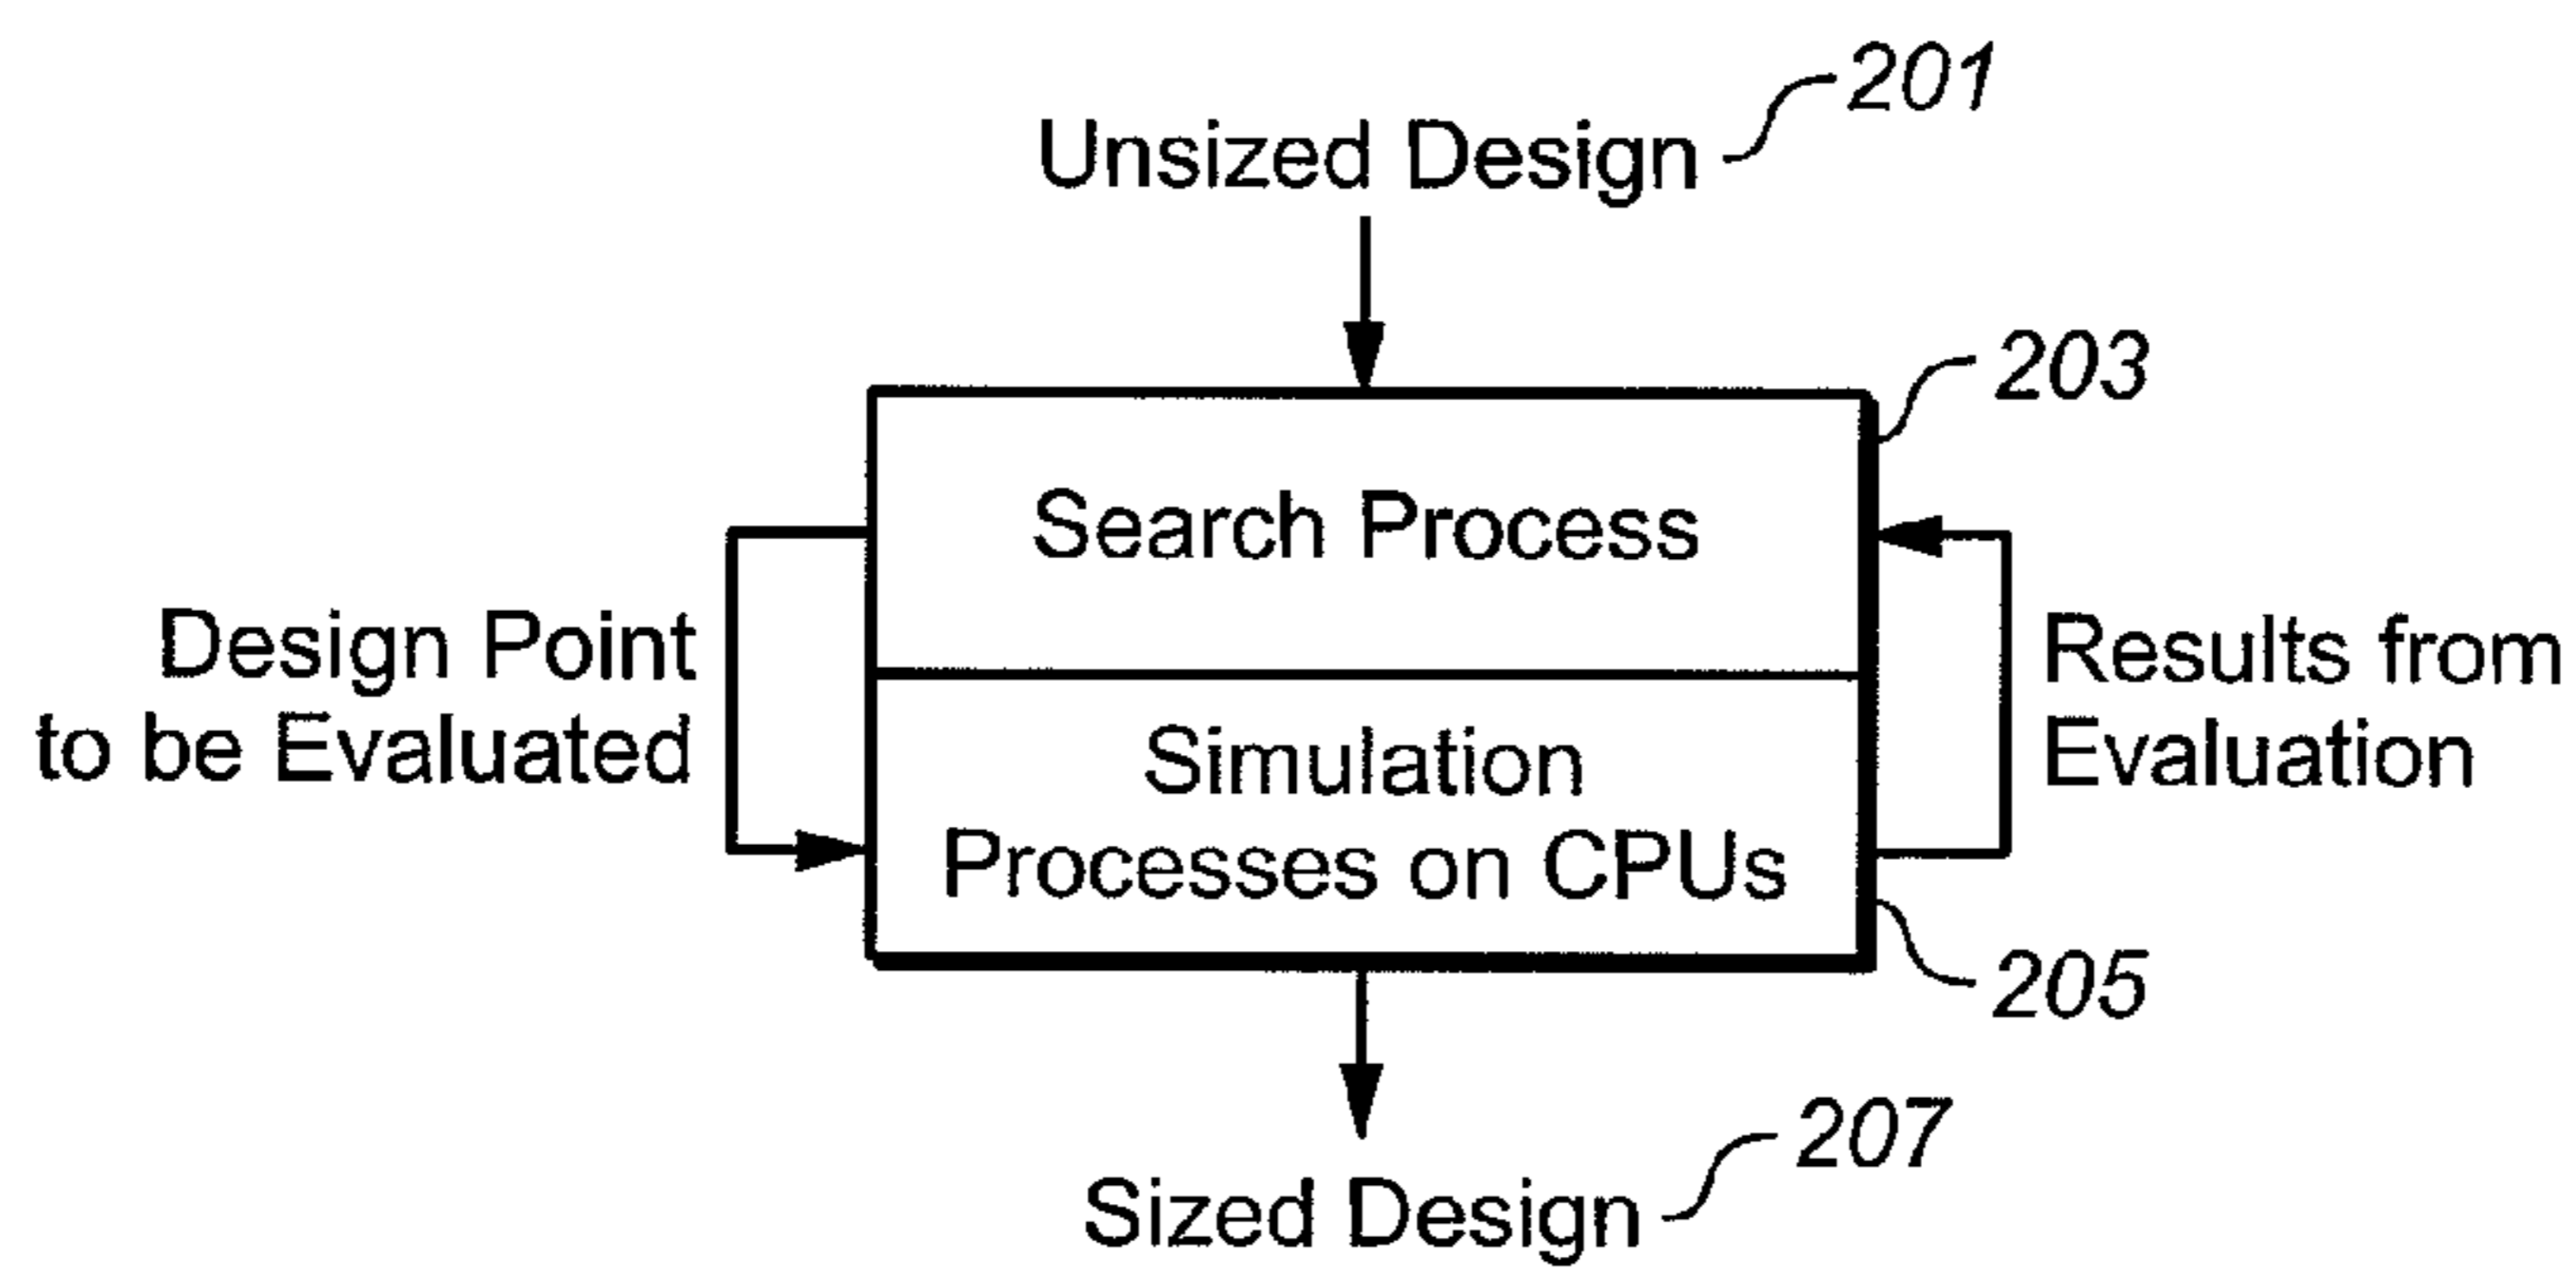 201
Unsized Design
203
Search Process
Design Point
to be Evaluated
Results from
Evaluation
Simulation
Processes on CPUs
205
207
Sized Design